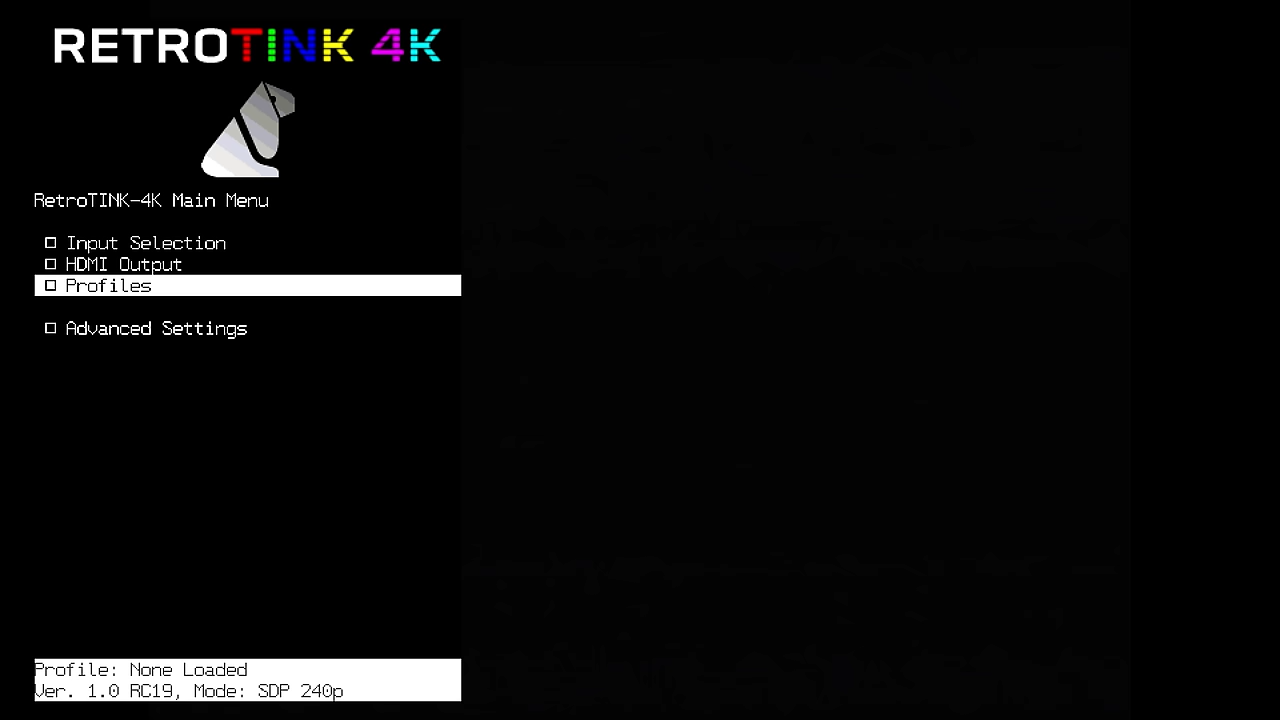 RETROTINK 4K
RetroTINK-4K Main Menu
Input Selection
HDMI Output
Profiles
Advanced Settings
Profile: None Loaded
Ver. 1.0 RC19, Mode: SDP 240p